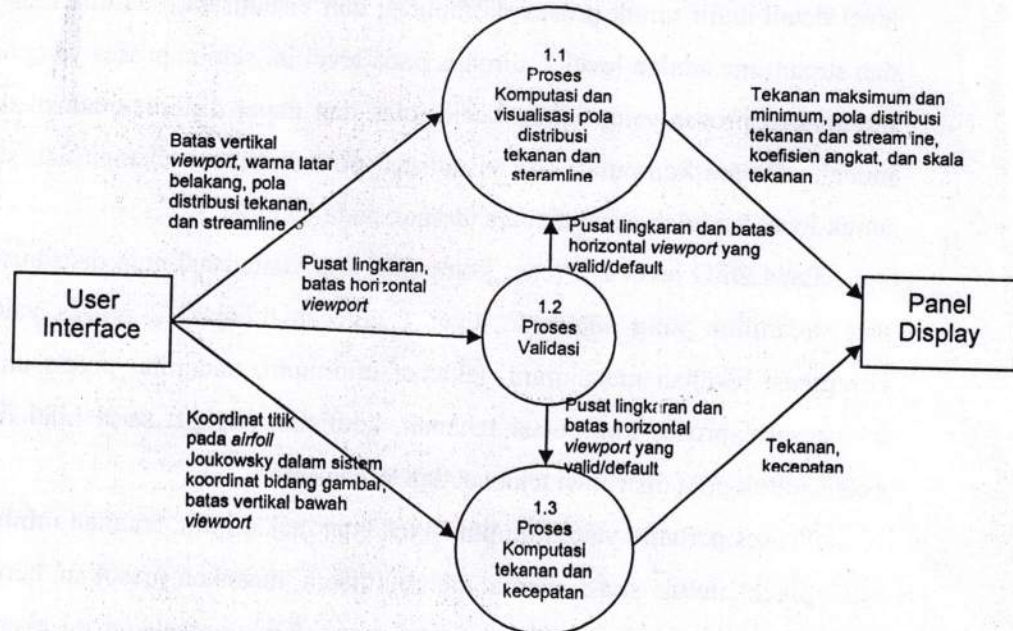 1.1
Proses
Komputasi dan
visualisasi pola
distribusi
tekanan dan
steramline
Batas vertikal
viewport, warna latar
belakang, pola
distribusi tekanan,
dan streamline
Tekanan maksimum dan
minimum, pola distribusi
tekanan dan stream line,
koefisien angkat, dan skala
tekanan
Pusat lingkaran dan batas
horizontal viewport yang
valid/default
Pusat lingkaran,
batas horizontal
viewport
User
Interface
1.2
Proses
Validasi
Panel
Display
Pusat lingkaran dan
batas horizontal
viewport yang
valid/default
Koordinat titik
pada airfoil
Joukowsky dalam sistem
koordinat bidang gambar,
batas vertikal bawah
viewport
Tekanan,
kecepatan
1.3
Proses
Komputasi
tekanan dan
kecepatan